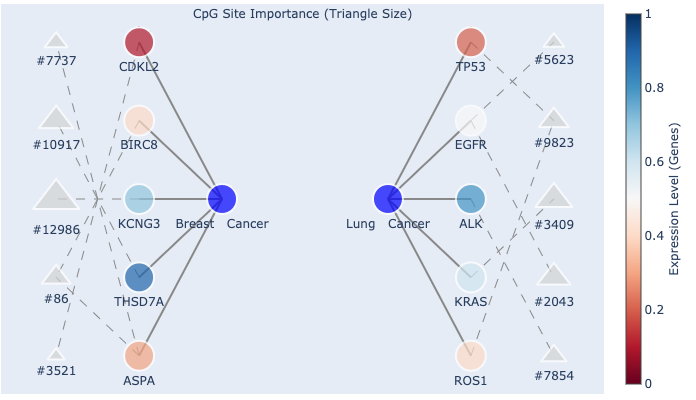 CpG Site Importance (Triangle Size)
#7737
CDKL2
TP53
#5623
#10917
BIRC8
EGFR
#9823
#12986
KCNG3
Breast Cancer
Lung Cancer
ALK
#3409
#86
THSD7A
KRAS
#2043
#3521
ASPA
ROS1
#7854
1
0.8
0.6
0.4
0.2
0
Expression Level (Genes)